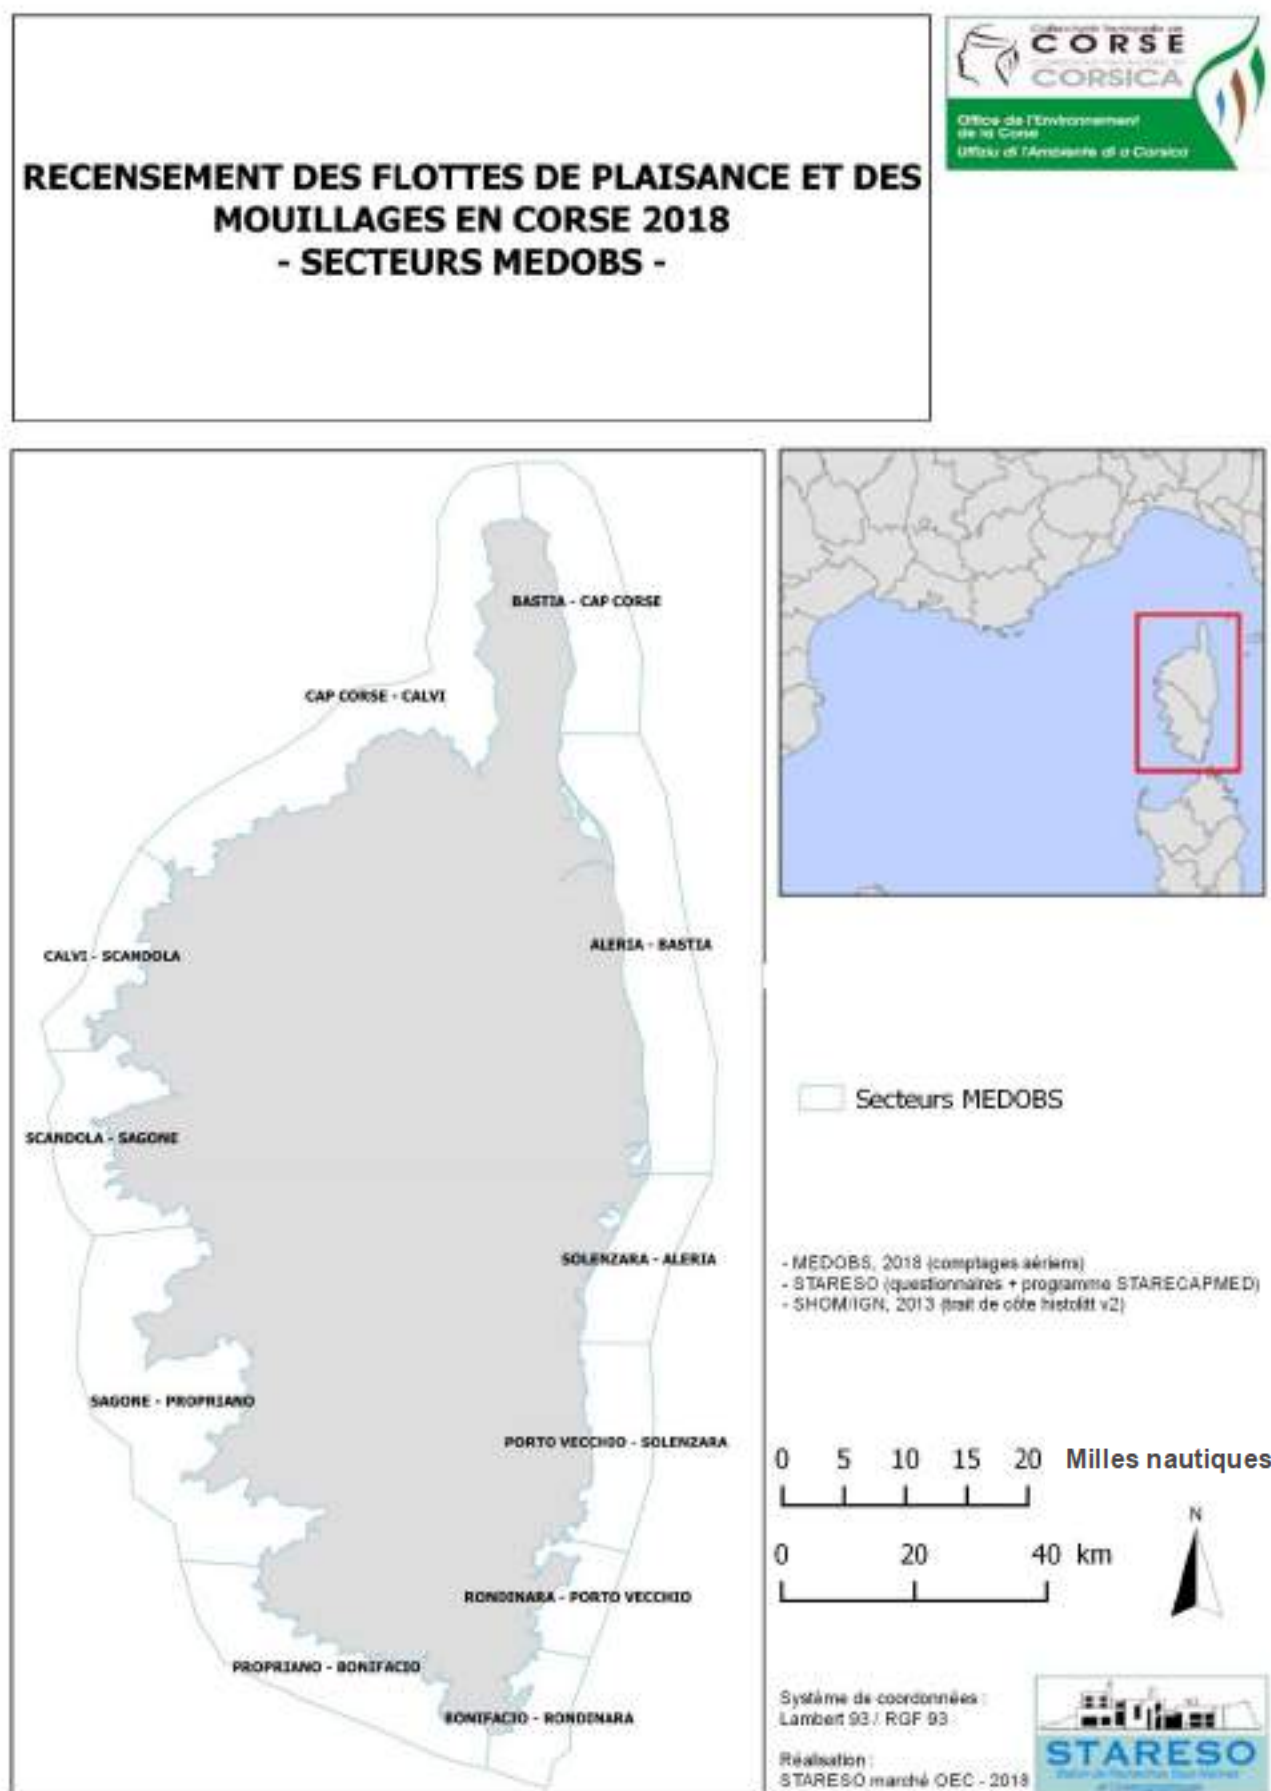 RECENSEMENT DES FLOTTES DE PLAISANCE ET DES
MOUILLAGES EN CORSE 2018
- SECTEURS MEDOBS -
CORSE
CORSICA
Office de l'Environnement
de la Corse
Uffiziu di l'Ambiente di a Corsica
BASTIA - CAP CORSE
CAP CORSE - CALVI
ALERIA - BASTIA
CALVI - SCANDOLA
SCANDOLA - SAGONE
SOLENZARA - ALERIA
SAGONE - PROPRIANO
PORTO VECCHIO - SOLENZARA
RONDINARA - PORTO VECCHIO
PROPRIANO - BONIFACIO
BONIFACIO - RONDINARA
Secteurs MEDOBS
- MEDOBS, 2018 (comptages aériens)
- STARESO (questionnaires + programme STARECAPMED)
- SHOM/IGN, 2013 (trait de côte histolitt v2)
0 5 10 15 20 Milles nautiques
0 20 40 km
N
Système de coordonnées :
Lambert 93 / RGF 93
Réalisation :
STARESO marché OEC - 2018
STARESO